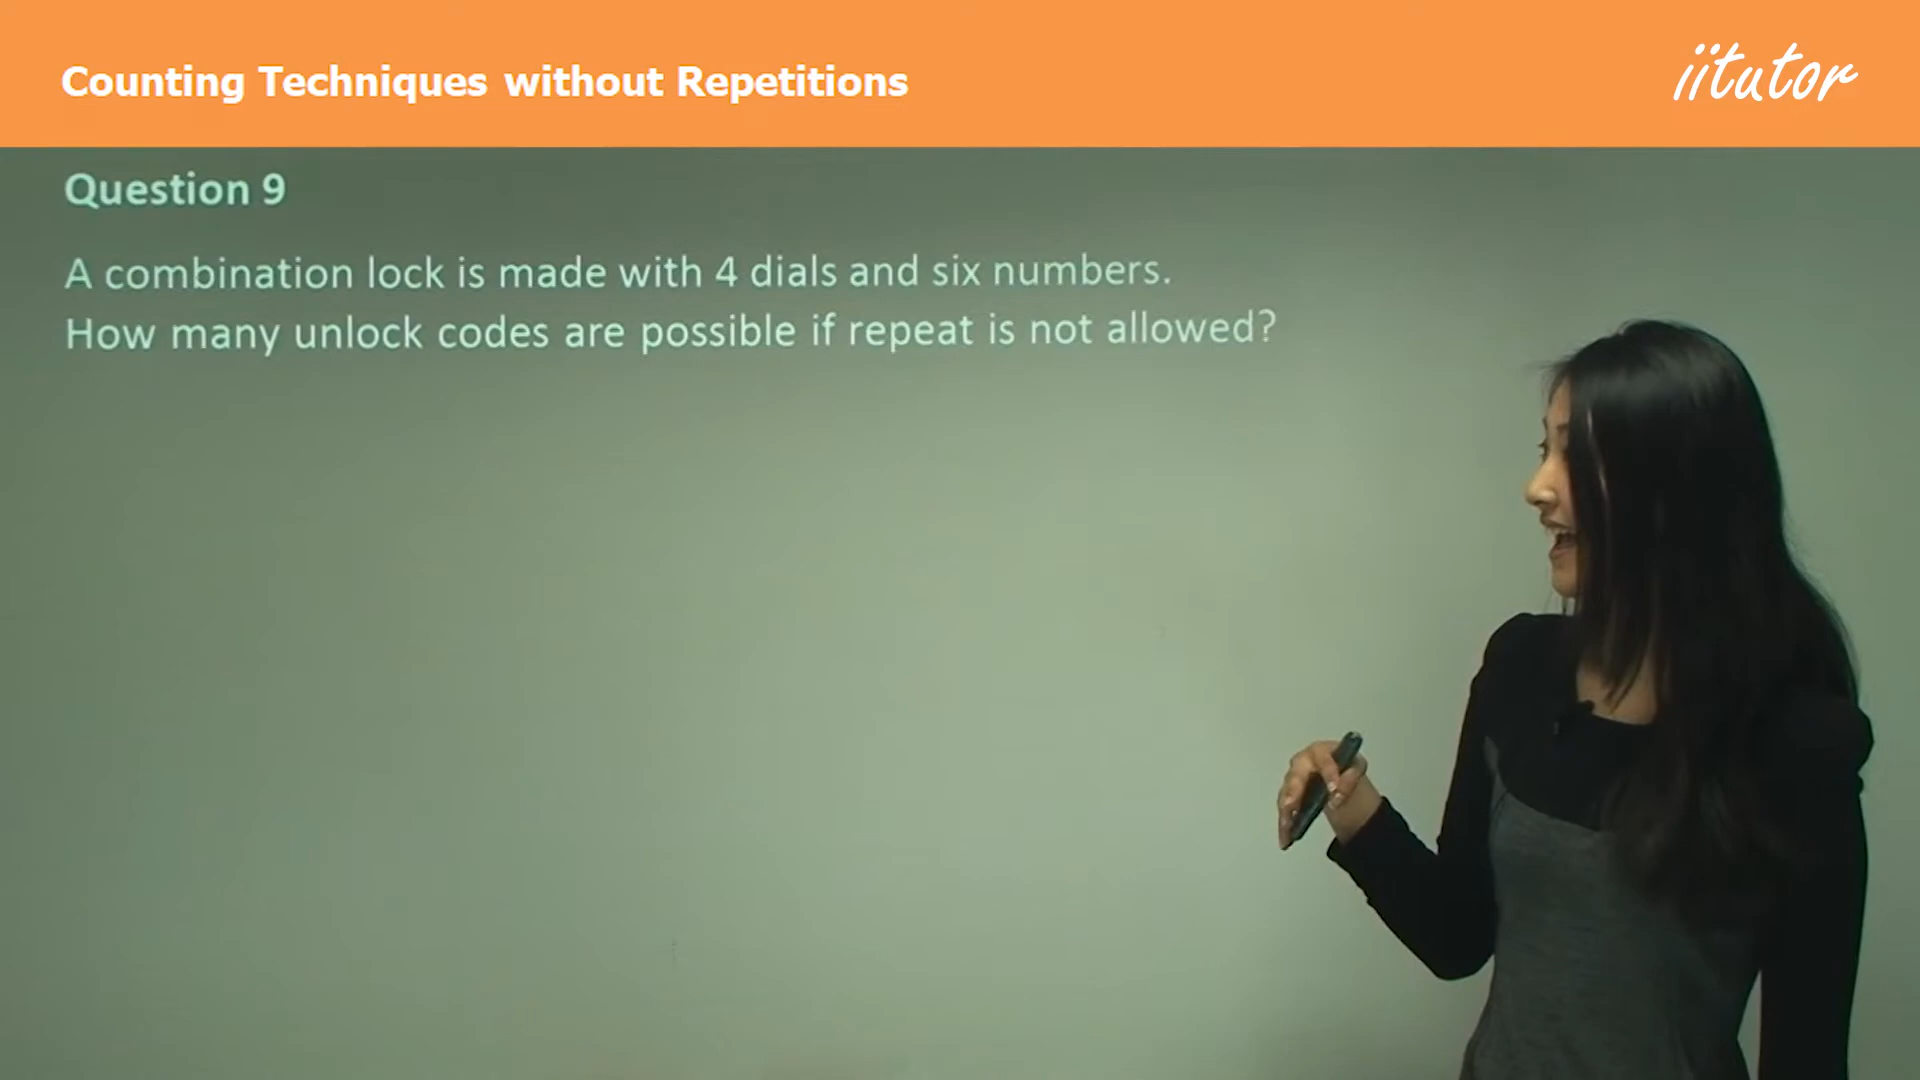 Counting Techniques without Repetitions
iitutor
Question 9
A combination lock is made with 4 dials and six numbers.
How many unlock codes are possible if repeat is not allowed?